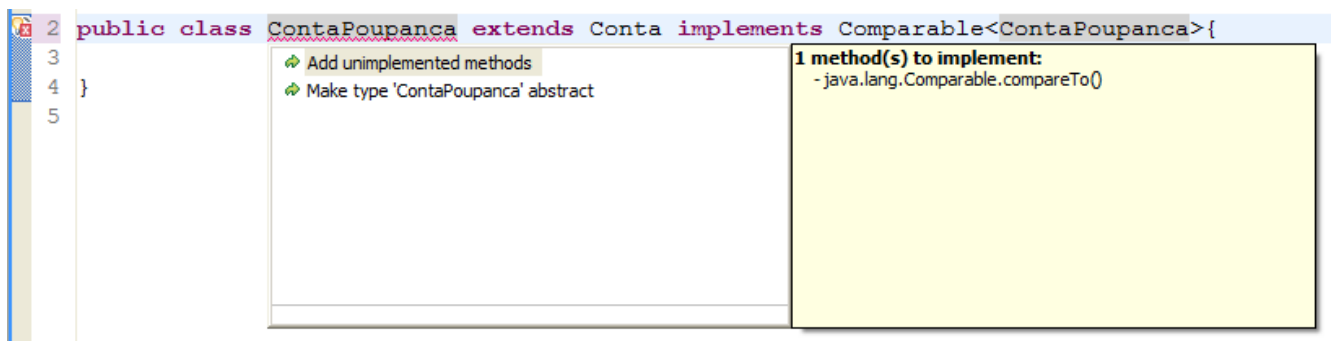 2 public class ContaPoupanca extends Conta implements Comparable<ContaPoupanca>{
3
Add unimplemented methods
1 method(s) to implement:
4 }
Make type 'ContaPoupanca' abstract
- java.lang.Comparable.compareTo()
5